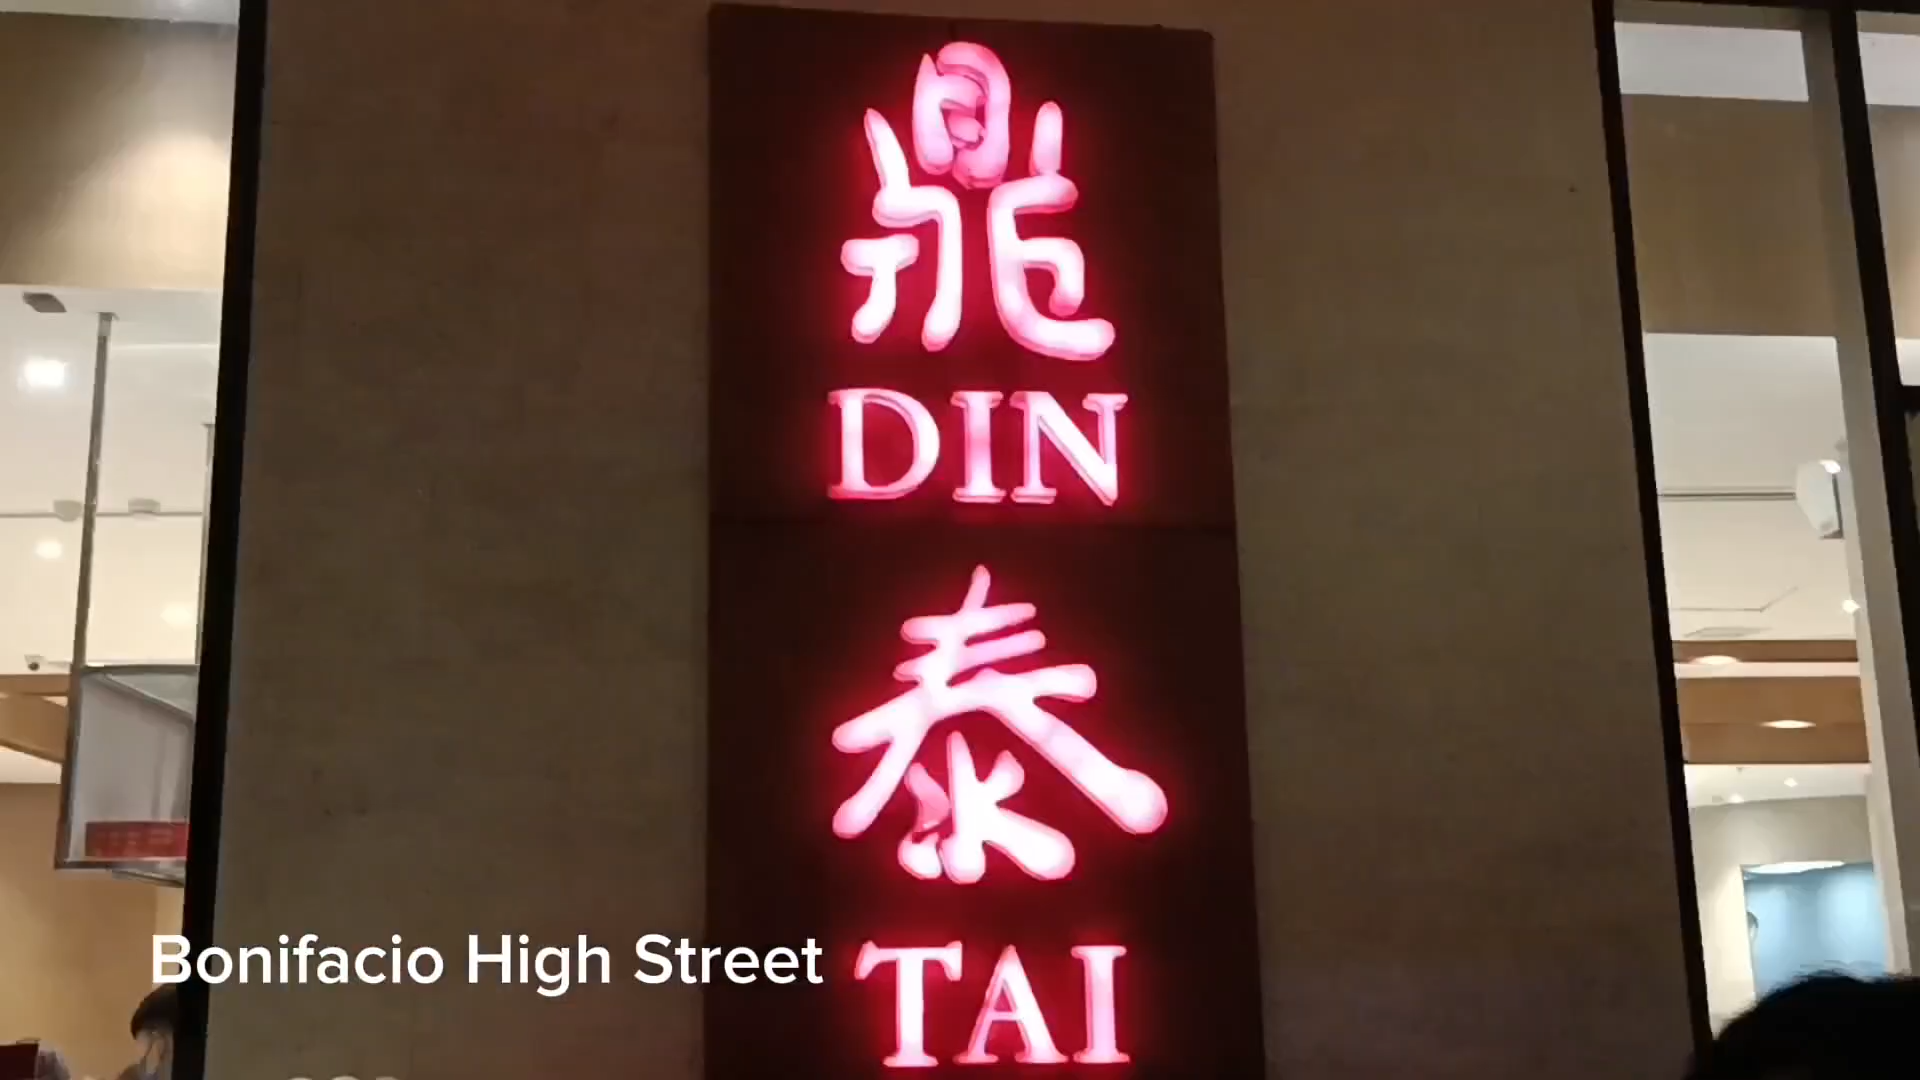 鼎
DIN
泰
TAI
Bonifacio High Street